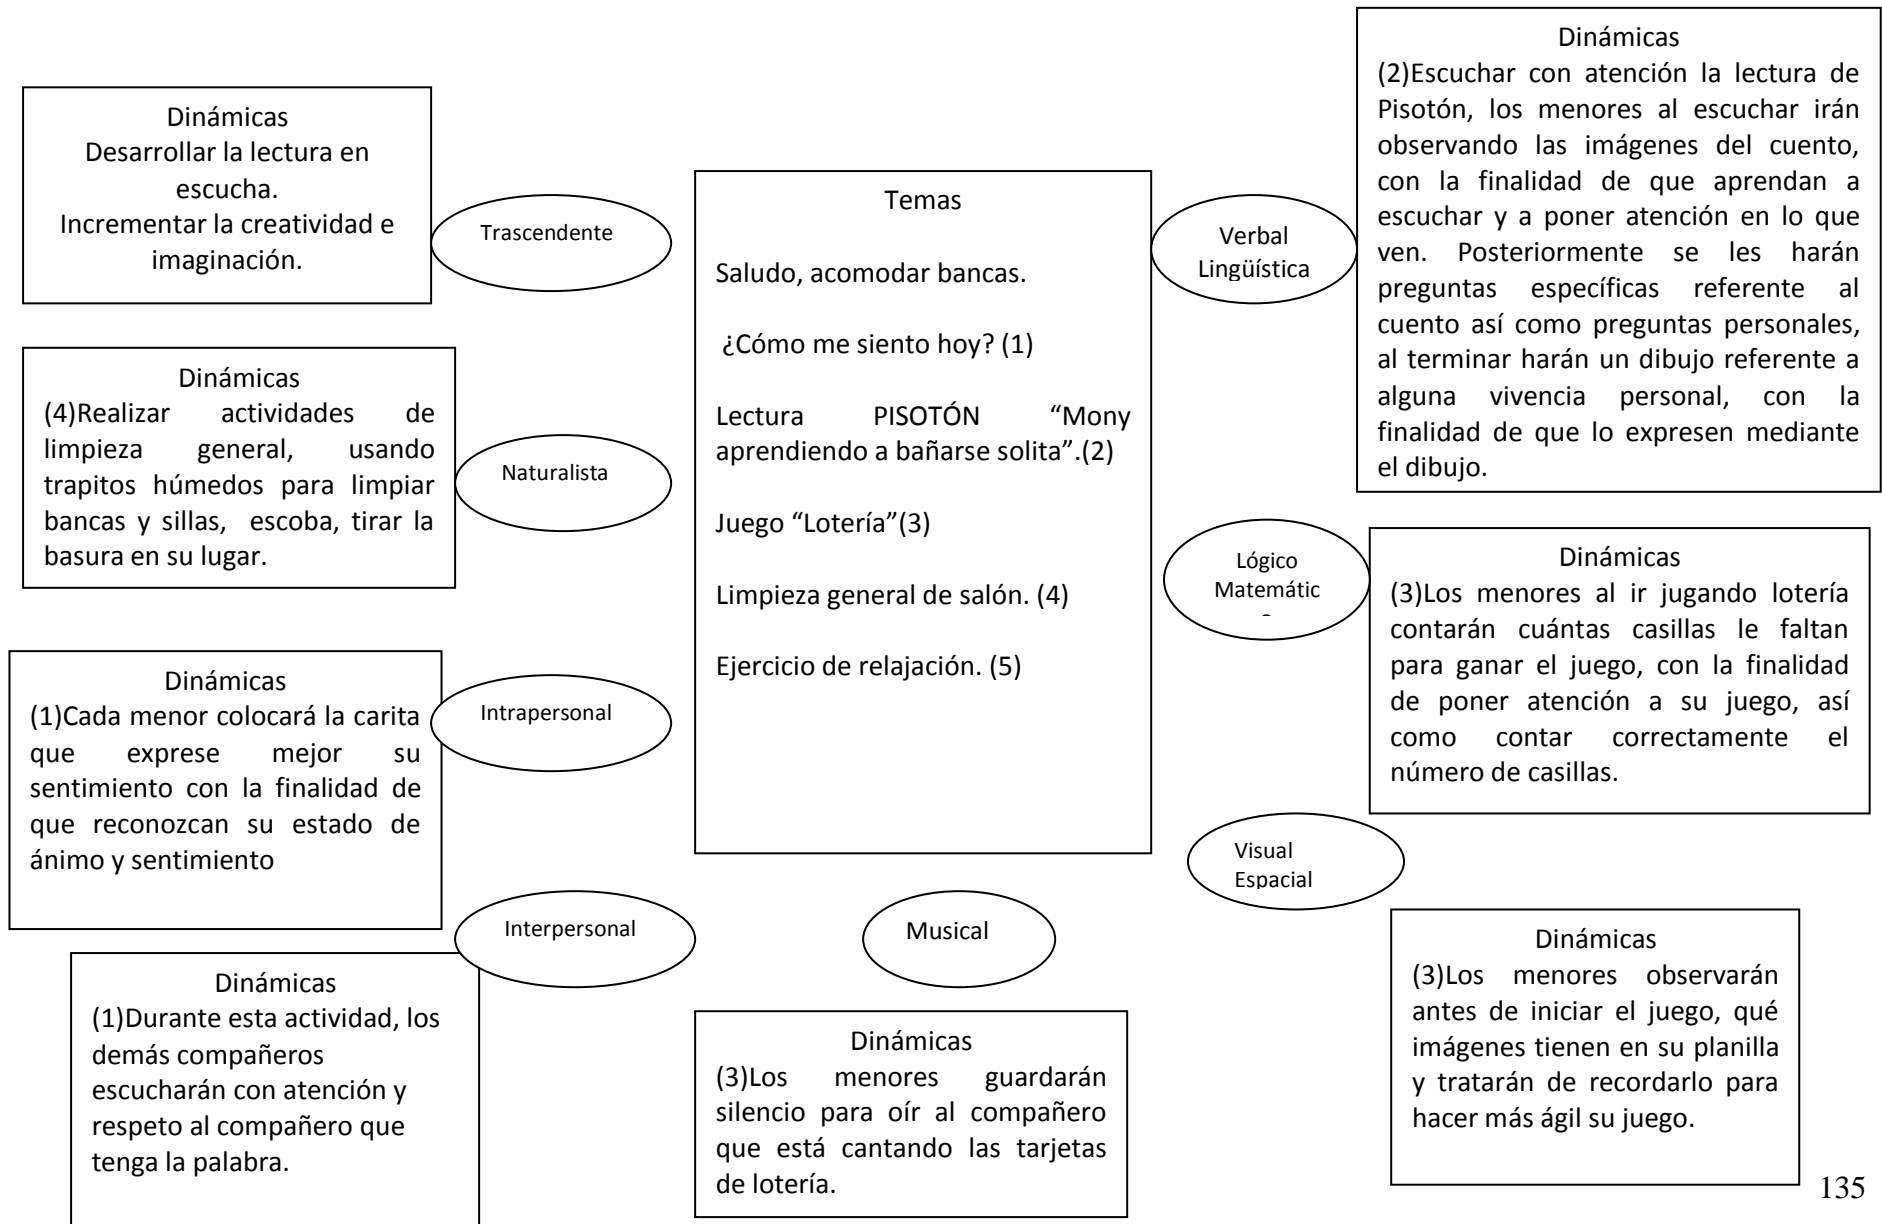 Dinámicas
Desarrollar la lectura en
escucha.
Incrementar la creatividad e
imaginación.
Trascendente
Dinámicas
(4)Realizar actividades de
limpieza general, usando
trapitos húmedos para limpiar
bancas y sillas, escoba, tirar la
basura en su lugar.
Naturalista
Dinámicas
(1)Cada menor colocará la carita
que exprese mejor su
sentimiento con la finalidad de
que reconozcan su estado de
ánimo y sentimiento
Intrapersonal
Dinámicas
(1)Durante esta actividad, los
demás compañeros
escucharán con atención y
respeto al compañero que
tenga la palabra.
Interpersonal
Temas
Saludo, acomodar bancas.
¿Cómo me siento hoy? (1)
Lectura PISOTÓN “Mony
aprendiendo a bañarse solita”.(2)
Juego “Lotería”(3)
Limpieza general de salón. (4)
Ejercicio de relajación. (5)
Musical
Dinámicas
(3)Los menores guardarán
silencio para oír al compañero
que está cantando las tarjetas
de lotería.
Verbal
Lingüística
Dinámicas
(2)Escuchar con atención la lectura de
Pisotón, los menores al escuchar irán
observando las imágenes del cuento,
con la finalidad de que aprendan a
escuchar y a poner atención en lo que
ven. Posteriormente se les harán
preguntas específicas referente al
cuento así como preguntas personales,
al terminar harán un dibujo referente a
alguna vivencia personal, con la
finalidad de que lo expresen mediante
el dibujo.
Lógico
Matemátic
Dinámicas
(3)Los menores al ir jugando lotería
contarán cuántas casillas le faltan
para ganar el juego, con la finalidad
de poner atención a su juego, así
como contar correctamente el
número de casillas.
Visual
Espacial
Dinámicas
(3)Los menores observarán
antes de iniciar el juego, qué
imágenes tienen en su planilla
y tratarán de recordarlo para
hacer más ágil su juego.
135